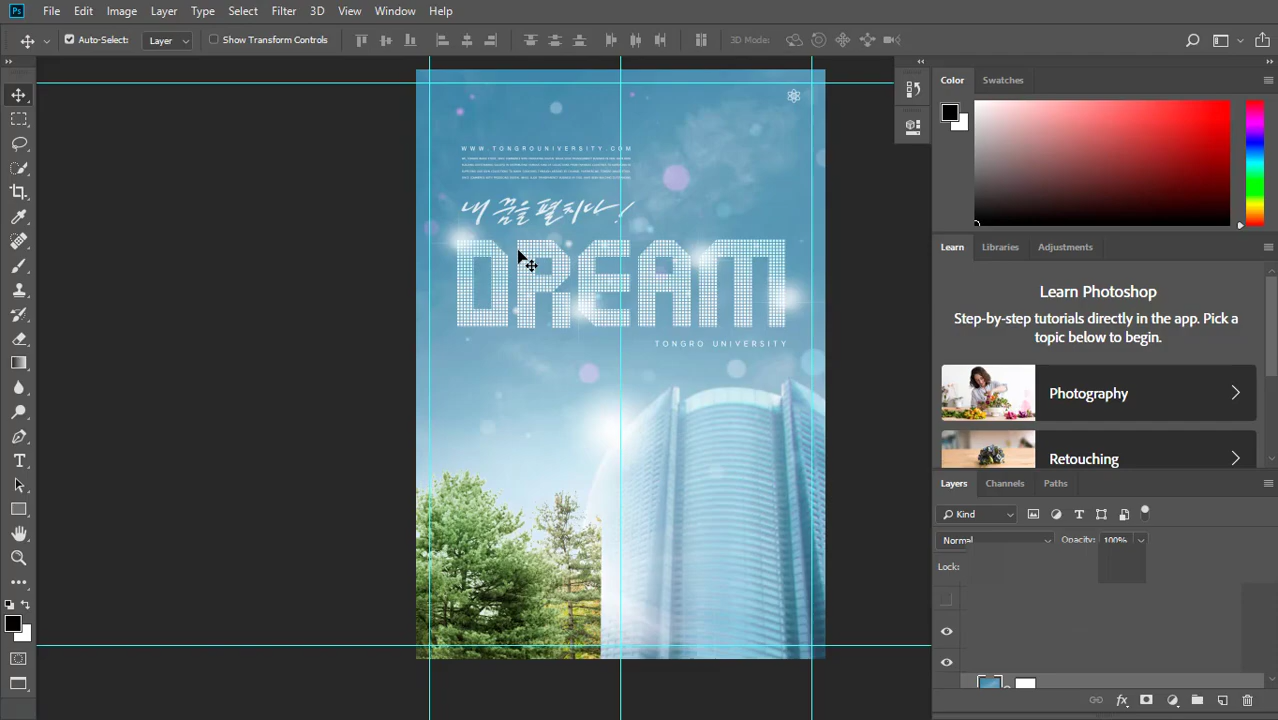 Ps File Edit Image Layer Type Select Filter 3D View Window Help
Auto-Select: Layer Show Transform Controls 3D Mode:
Color Swatches
WWW.TONGROUNIVERSITY.COM
내 꿈을 펼치다!
DREAM
TONGRO UNIVERSITY
Learn Libraries Adjustments
Learn Photoshop
Step-by-step tutorials directly in the app. Pick a
topic below to begin.
Photography
Retouching
Layers Channels Paths
Kind
Normal Opacity: 100%
Lock:
fx